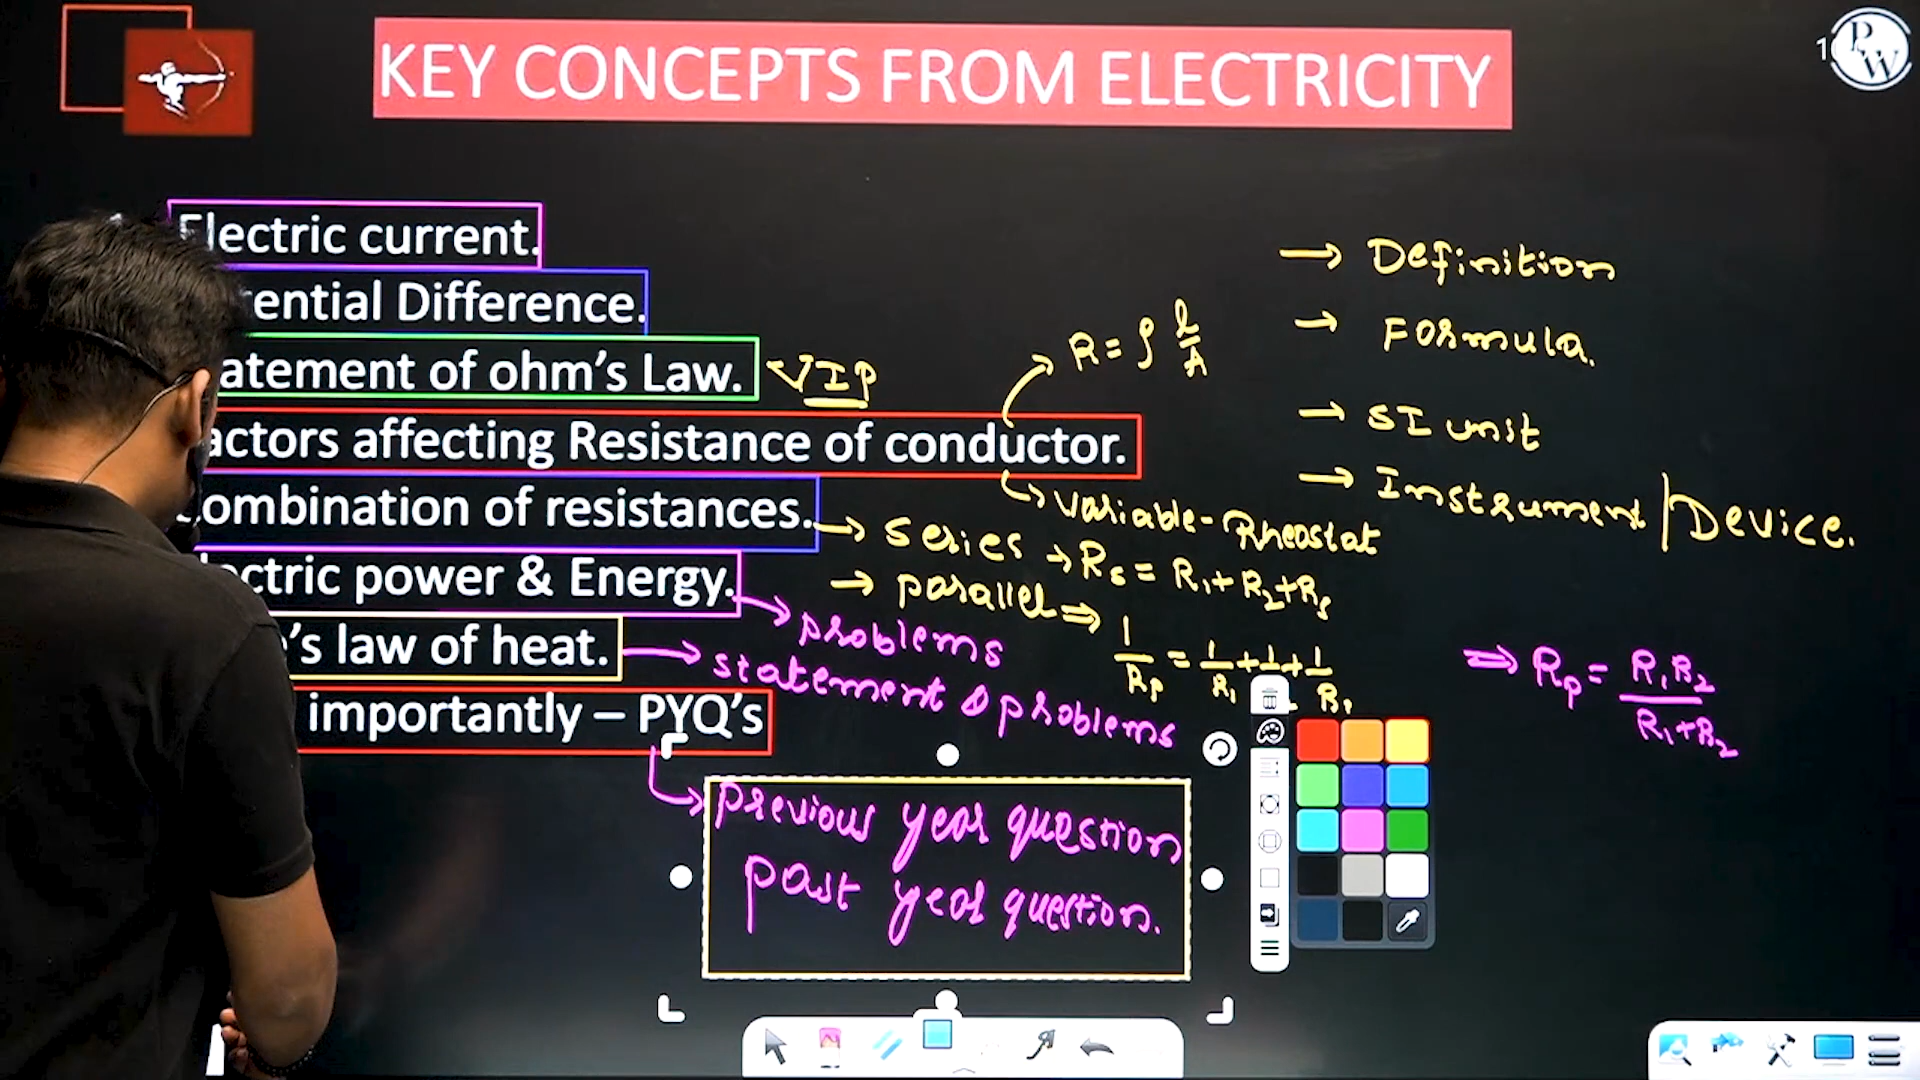 KEY CONCEPTS FROM ELECTRICITY
PW
Electric current.
ential Difference.
atement of ohm's Law.
VIP
actors affecting Resistance of conductor.
Combination of resistances.
ectric power & Energy.
's law of heat.
importantly – PYQ's
R = ρ l/A
variable - Rheostat
→ Definition
→ Formula.
→ SI unit
→ Instrument / Device.
→ series → Rs = R1 + R2 + R3
→ parallel ⇒ 1/Rp = 1/R1 + 1/ + 1/R3
⇒ Rp = R1R2/R1+R2
→ problems
→ statement & problems
→ previous year question
past year question.